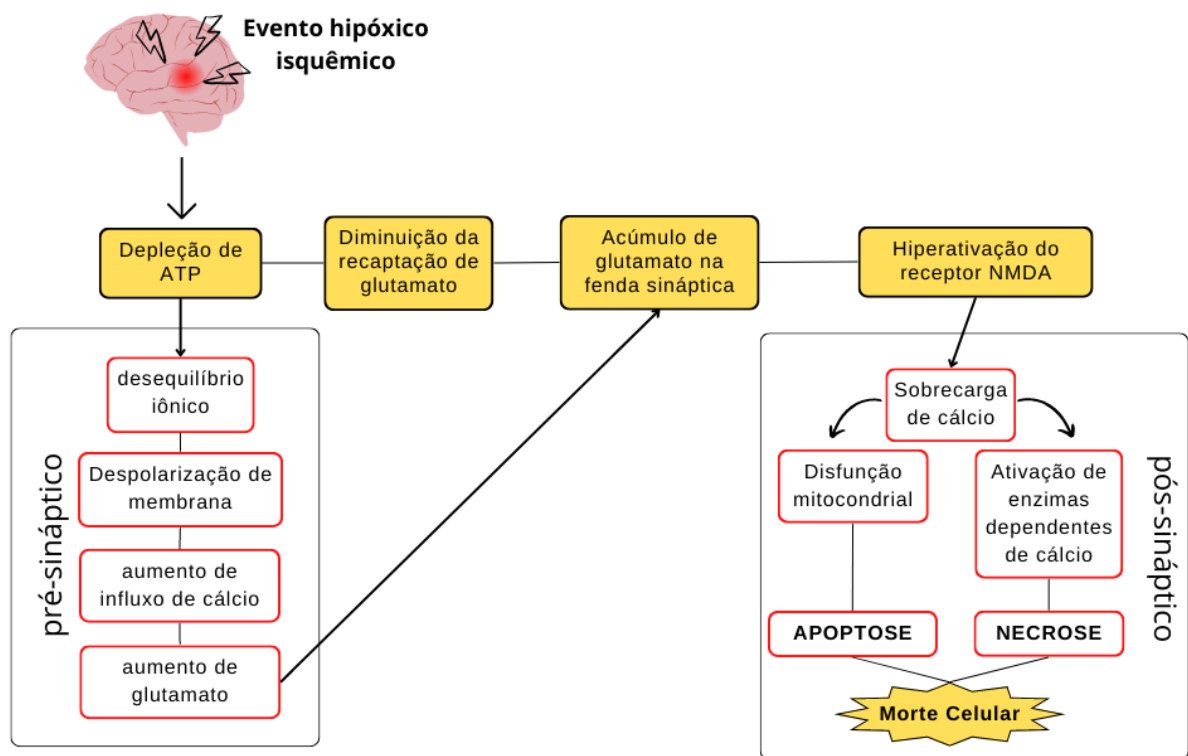 Evento hipóxico
isquêmico
Depleção de
ATP
Diminuição da
recaptação de
glutamato
Acúmulo de
glutamato na
fenda sináptica
Hiperativação do
receptor NMDA
pré-sináptico
desequilíbrio
iônico
Despolarização de
membrana
aumento de
influxo de cálcio
aumento de
glutamato
Sobrecarga
de cálcio
Disfunção
mitocondrial
Ativação de
enzimas
dependentes
de cálcio
APOPTOSE
NECROSE
Morte Celular
pós-sináptico